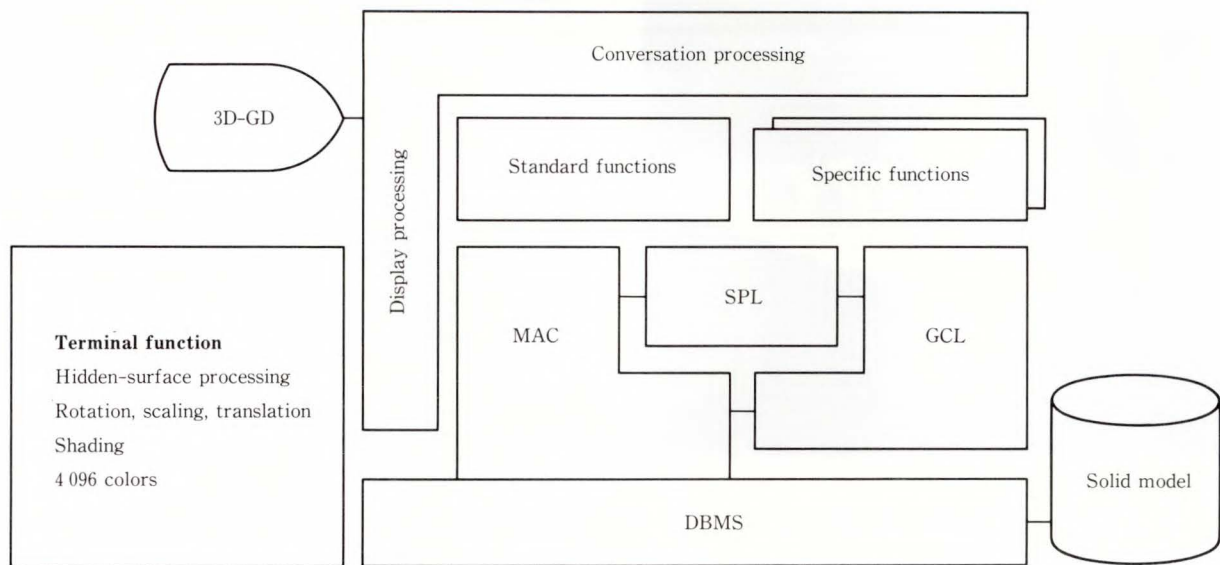 Conversation processing
3D-GD
Display processing
Standard functions
Specific functions
Terminal function
Hidden-surface processing
Rotation, scaling, translation
Shading
4 096 colors
MAC
SPL
GCL
DBMS
Solid model